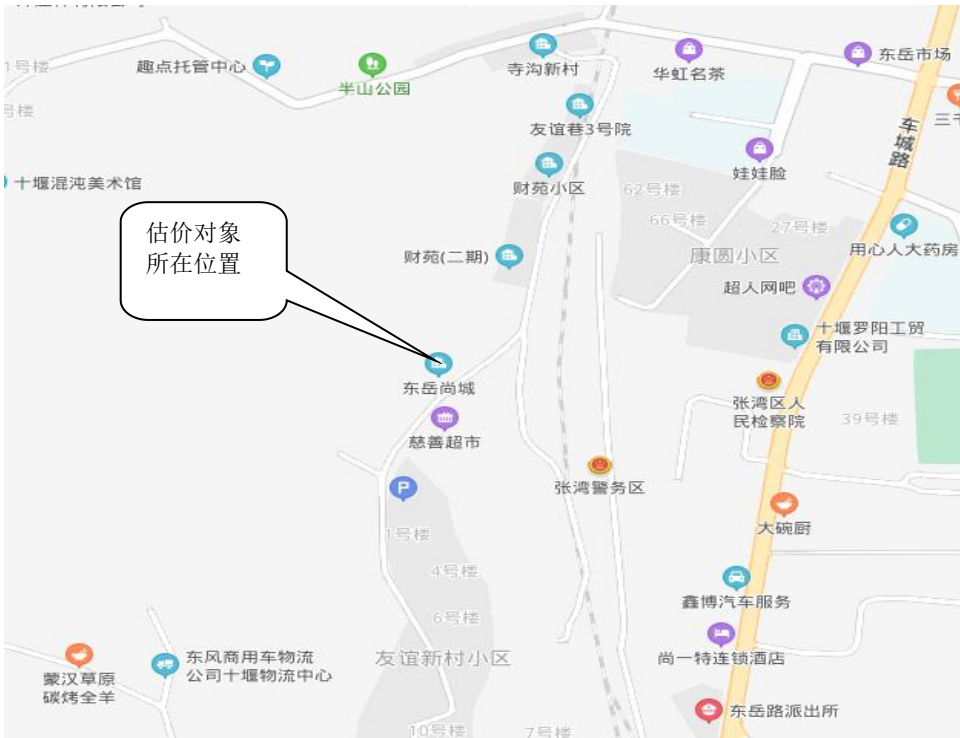 1号楼
趣点托管中心
半山公园
寺沟新村
华虹名茶
东岳市场
号楼
友谊巷3号院
三千
车城路
十堰混沌美术馆
财苑小区
62号楼
娃娃脸
66号楼
27号楼
估价对象
所在位置
财苑(二期)
康圆小区
用心人大药房
超人网吧
十堰罗阳工贸
有限公司
东岳尚城
张湾区人
民检察院
39号楼
慈善超市
张湾警务区
P
大碗厨
1号楼
4号楼
鑫博汽车服务
6号楼
友谊新村小区
尚一特连锁酒店
东风商用车物流
公司十堰物流中心
蒙汉草原
碳烤全羊
东岳路派出所
10号楼
7号楼